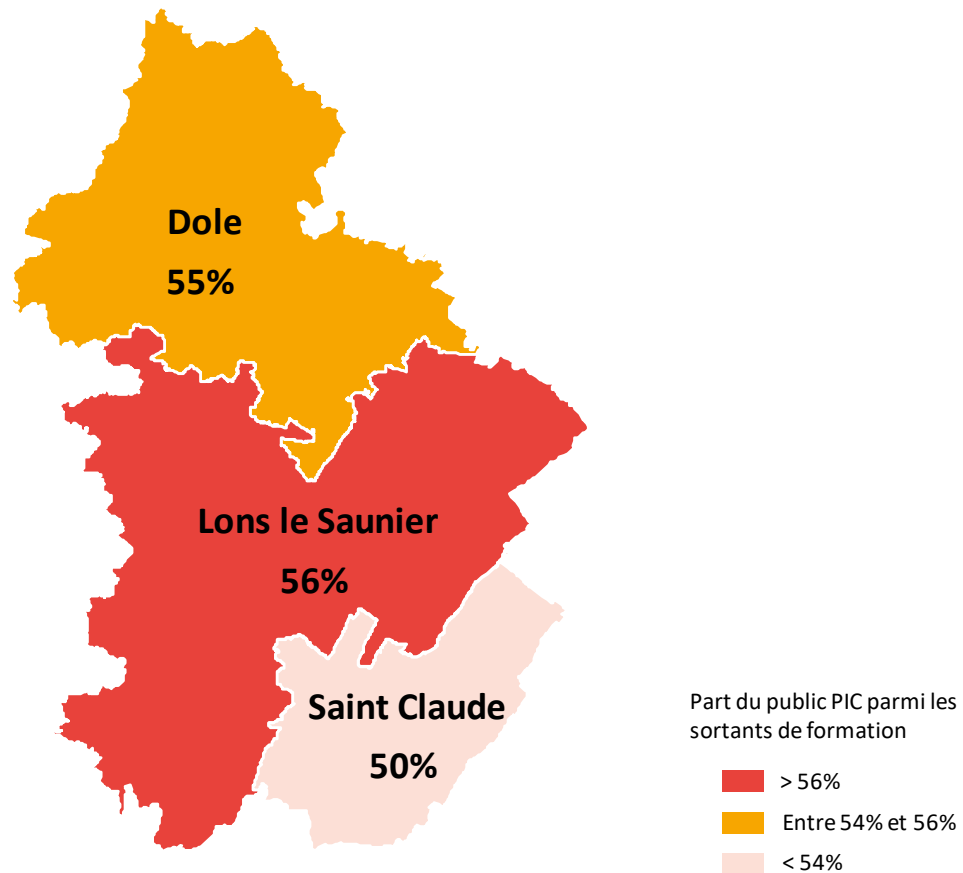 Dole
55%
Lons le Saunier
56%
Saint Claude
50%
Part du public PIC parmi les
sortants de formation
> 56%
Entre 54% et 56%
< 54%